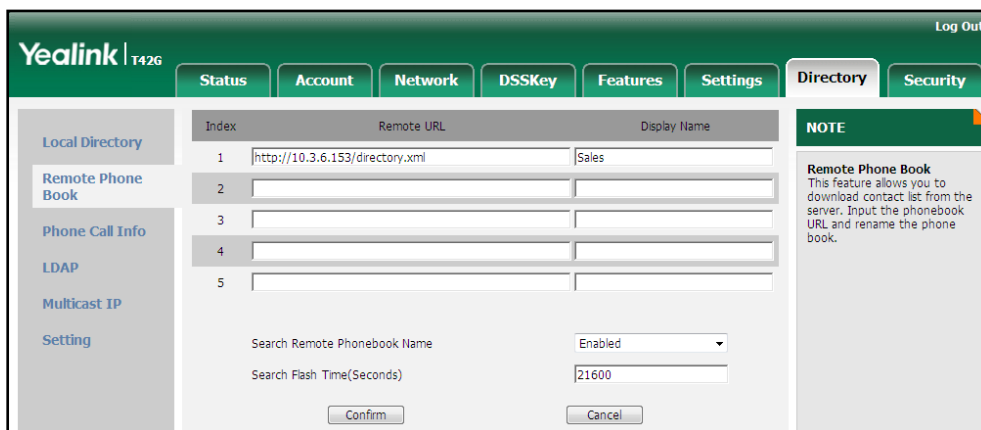 Log Out
Yealink | T42G
Status Account Network DSSKey Features Settings Directory Security
Local Directory
Remote Phone
Book
Phone Call Info
LDAP
Multicast IP
Setting
Index Remote URL Display Name
1 http://10.3.6.153/directory.xml Sales
2
3
4
5
Search Remote Phonebook Name Enabled
Search Flash Time(Seconds) 21600
Confirm Cancel
NOTE
Remote Phone Book
This feature allows you to
download contact list from the
server. Input the phonebook
URL and rename the phone
book.